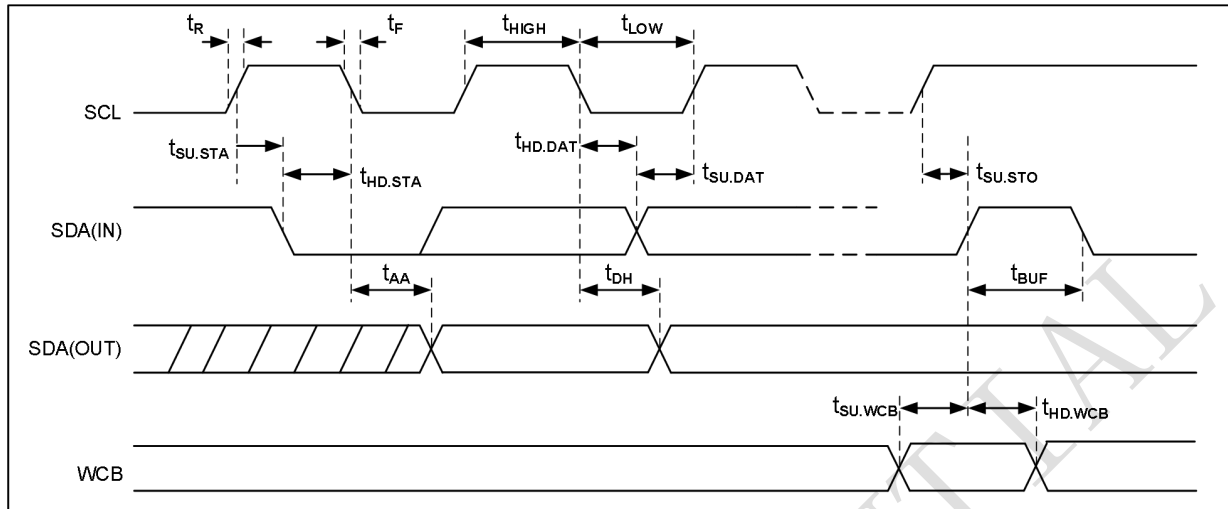 tR tF tHIGH tLOW
SCL
tSU.STA tHD.STA tHD.DAT tSU.DAT tSU.STO
SDA(IN)
tAA tDH tBUF
SDA(OUT)
tSU.WCB tHD.WCB
WCB